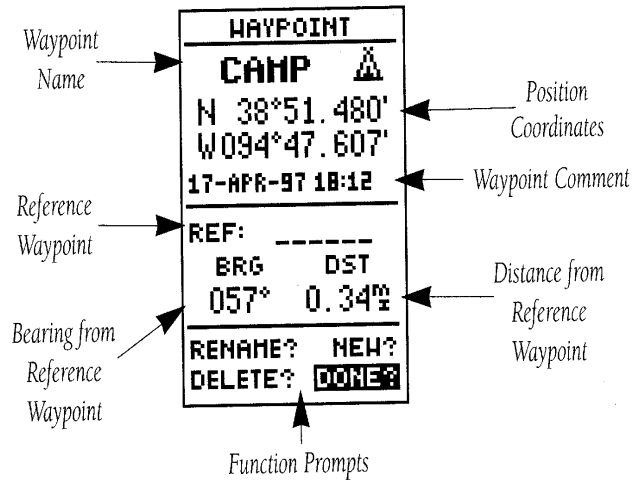 WAYPOINT
Waypoint
Name
CAMP
N 38°51.480'
W094°47.607'
Position
Coordinates
17-APR-97 18:12
Waypoint Comment
Reference
Waypoint
REF: ______
BRG DST
057° 0.34mi
Distance from
Reference
Waypoint
Bearing from
Reference
Waypoint
RENAME? NEW?
DELETE? DONE?
Function Prompts